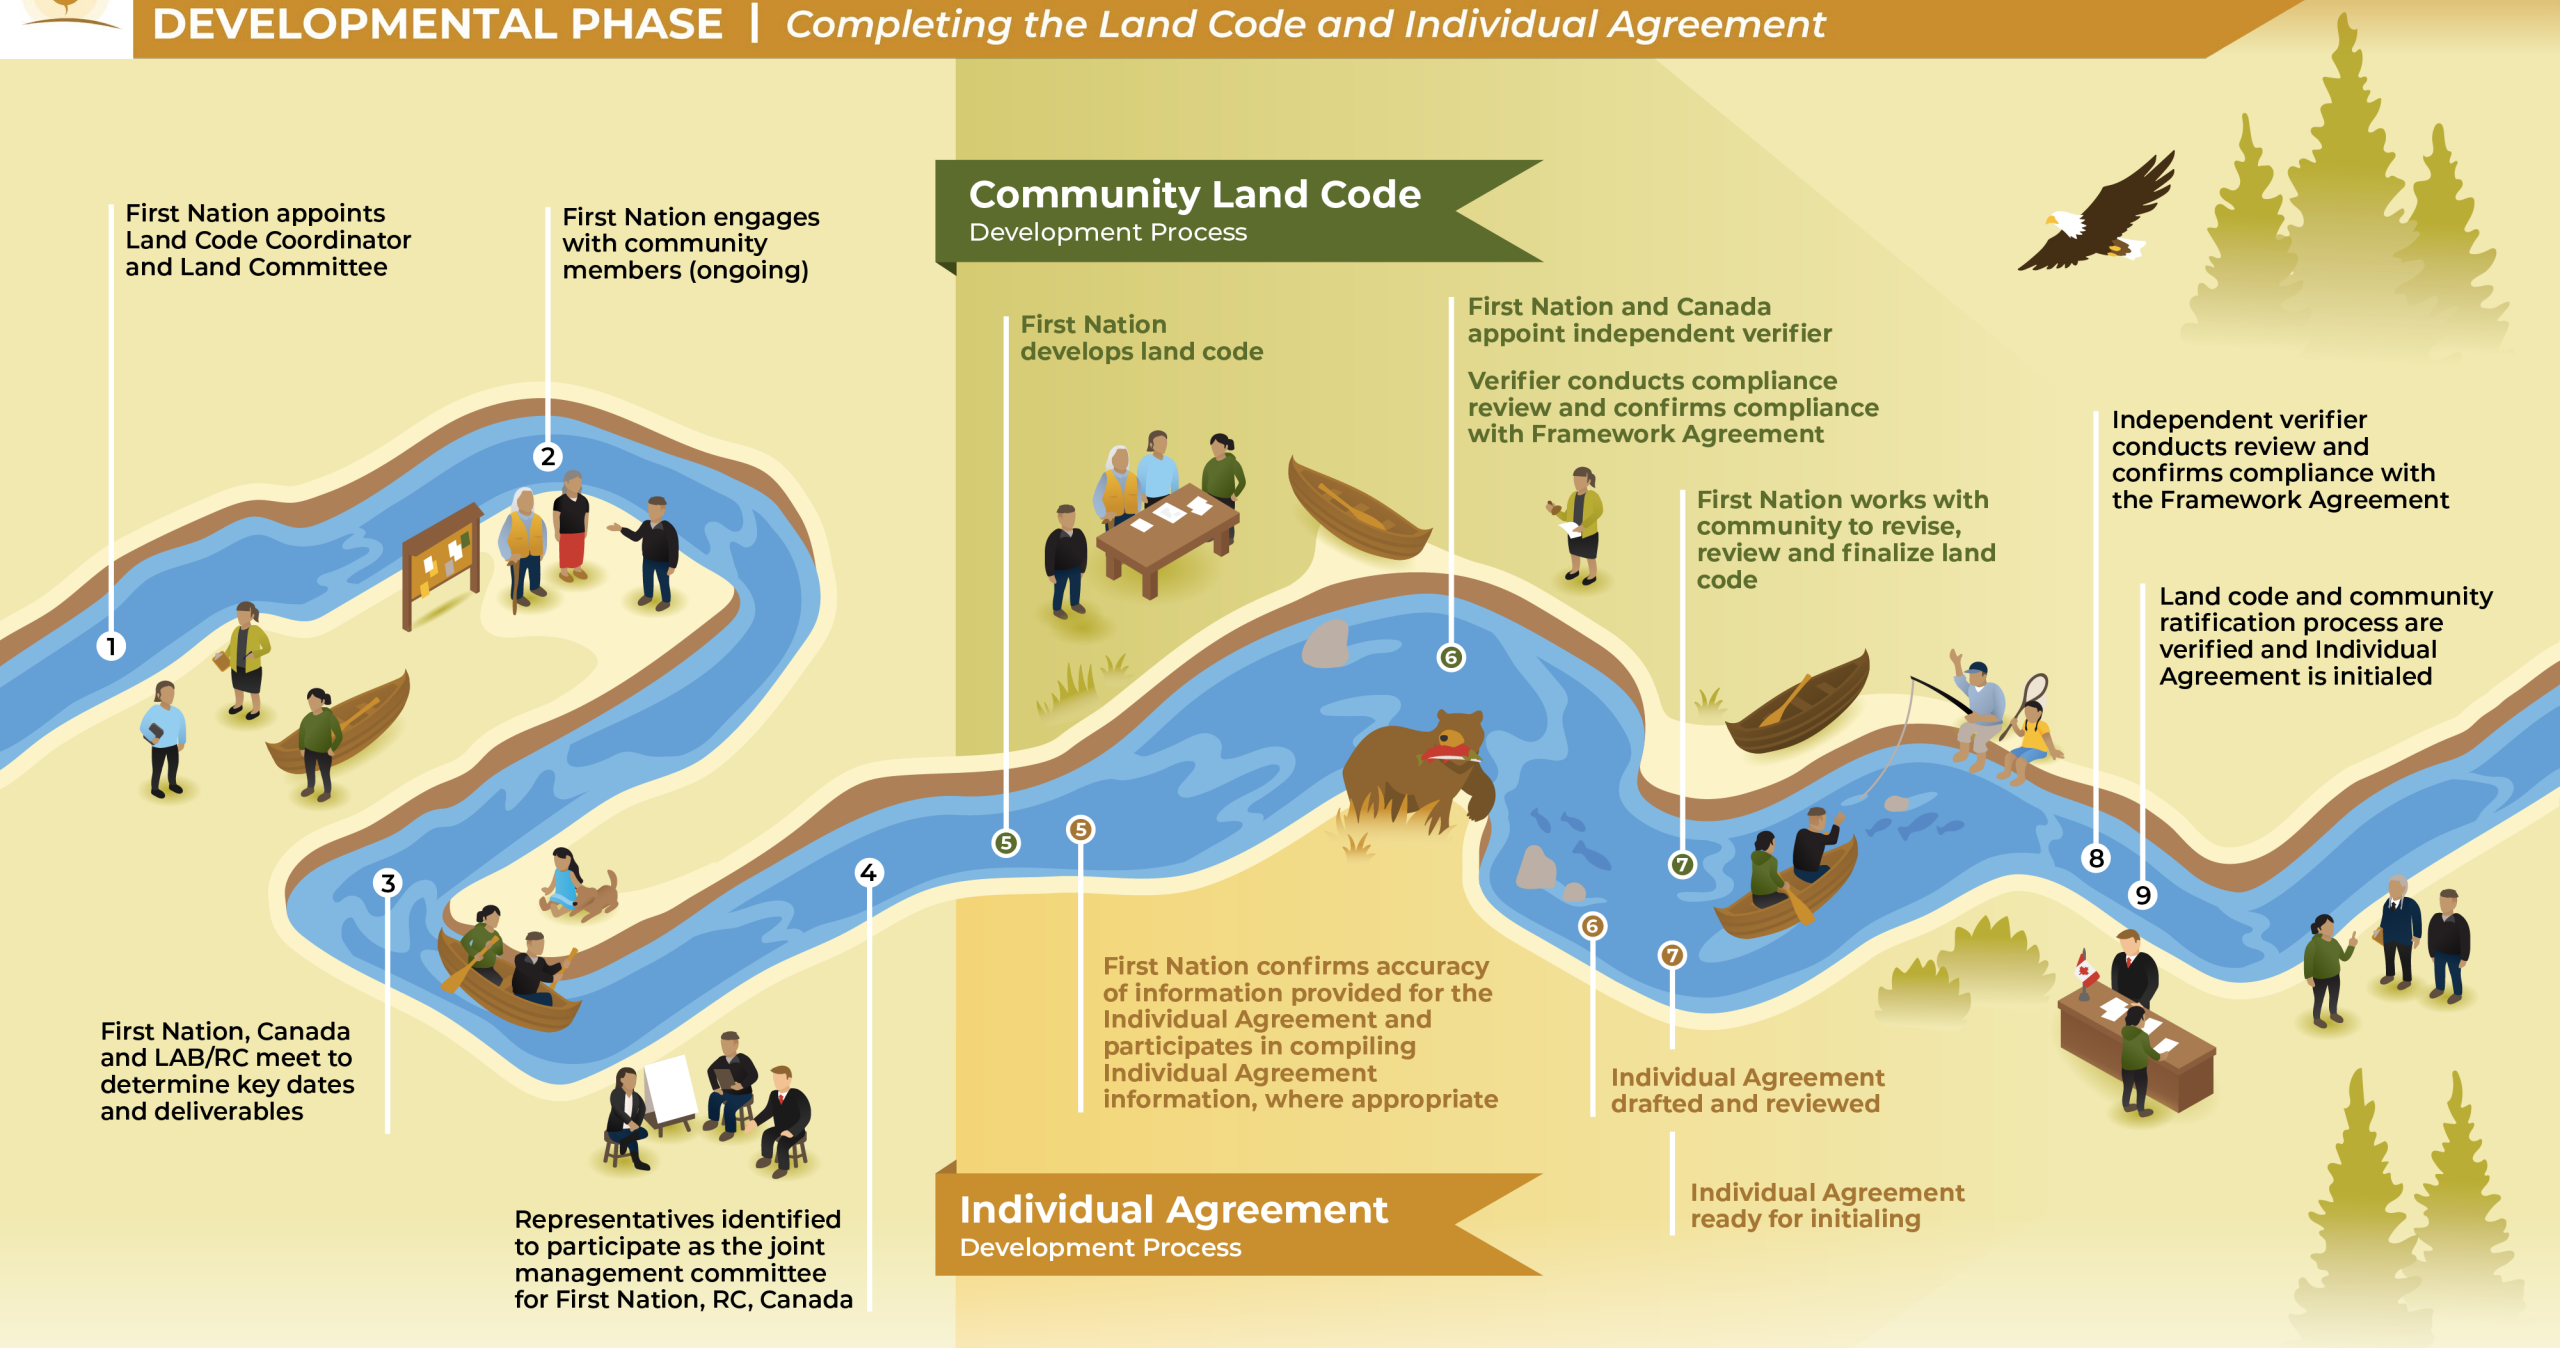 DEVELOPMENTAL PHASE | Completing the Land Code and Individual Agreement
1
First Nation appoints
Land Code Coordinator
and Land Committee
2
First Nation engages
with community
members (ongoing)
3
First Nation, Canada
and LAB/RC meet to
determine key dates
and deliverables
4
Representatives identified
to participate as the joint
management committee
for First Nation, RC, Canada
Community Land Code
Development Process
5
First Nation
develops land code
6
First Nation and Canada
appoint independent verifier
Verifier conducts compliance
review and confirms compliance
with Framework Agreement
7
First Nation works with
community to revise,
review and finalize land
code
Individual Agreement
Development Process
5
First Nation confirms accuracy
of information provided for the
Individual Agreement and
participates in compiling
Individual Agreement
information, where appropriate
6
Individual Agreement
drafted and reviewed
7
Individual Agreement
ready for initialing
8
Independent verifier
conducts review and
confirms compliance with
the Framework Agreement
9
Land code and community
ratification process are
verified and Individual
Agreement is initialed